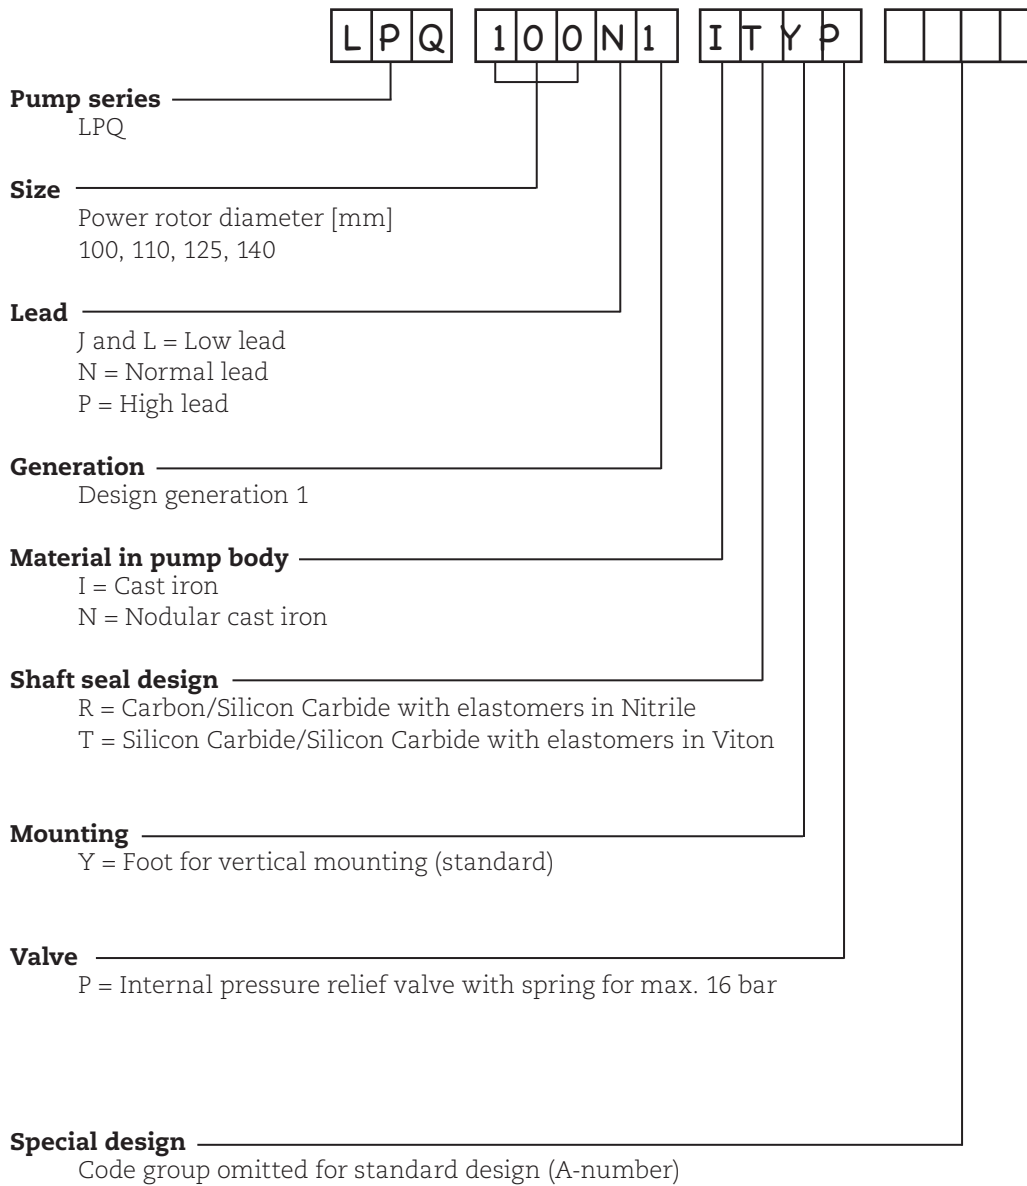 LPQ 100N1 ITYP
Pump series
LPQ
Size
Power rotor diameter [mm]
100, 110, 125, 140
Lead
J and L = Low lead
N = Normal lead
P = High lead
Generation
Design generation 1
Material in pump body
I = Cast iron
N = Nodular cast iron
Shaft seal design
R = Carbon/Silicon Carbide with elastomers in Nitrile
T = Silicon Carbide/Silicon Carbide with elastomers in Viton
Mounting
Y = Foot for vertical mounting (standard)
Valve
P = Internal pressure relief valve with spring for max. 16 bar
Special design
Code group omitted for standard design (A-number)